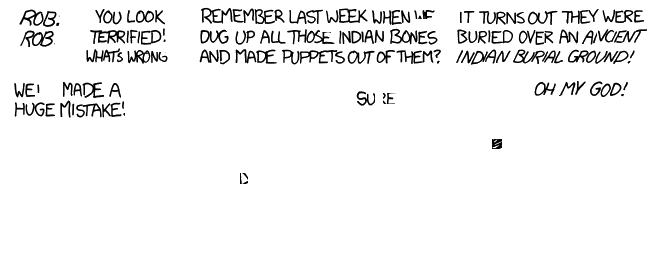 ROB.
ROB
YOU LOOK
TERRIFIED!
WHAT'S WRONG
WE! MADE A
HUGE MISTAKE!
REMEMBER LAST WEEK WHEN WE
DUG UP ALL THOSE INDIAN BONES
AND MADE PUPPETS OUT OF THEM?
SURE
IT TURNS OUT THEY WERE
BURIED OVER AN ANCIENT
INDIAN BURIAL GROUND!
OH MY GOD!